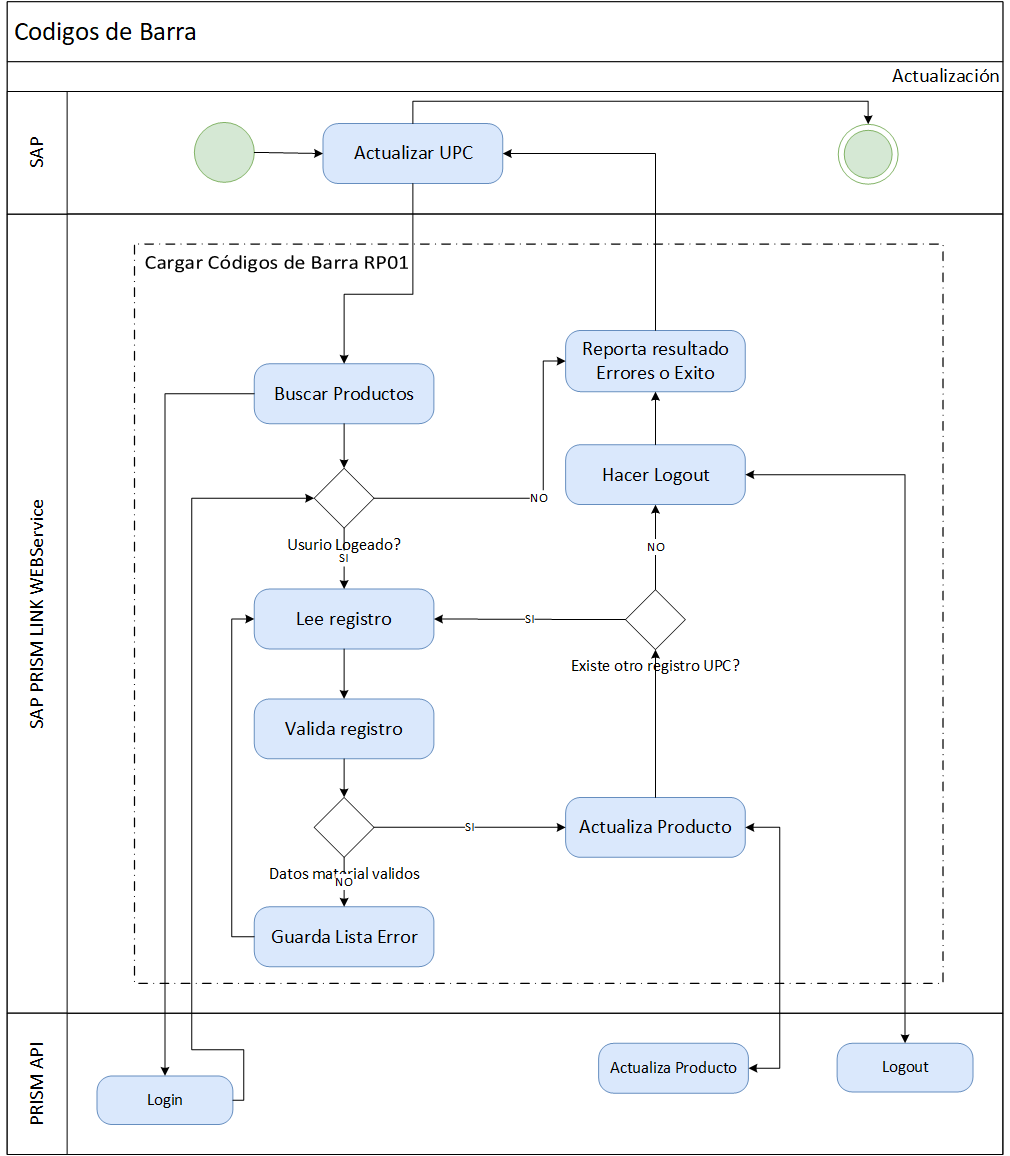 Codigos de Barra
Actualización
SAP
Actualizar UPC
SAP PRISM LINK WEBService
Cargar Códigos de Barra RP01
Reporta resultado
Errores o Exito
Buscar Productos
Hacer Logout
NO
Usurio Logeado?
SI
NO
Lee registro
SI
Existe otro registro UPC?
Valida registro
SI
Actualiza Producto
Datos material validos
NO
Guarda Lista Error
PRISM API
Login
Actualiza Producto
Logout